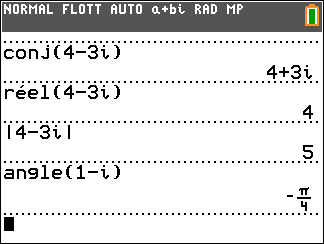 NORMAL FLOTT AUTO a+bi RAD MP
conj(4-3i)
4+3i
réel(4-3i)
4
|4-3i|
5
angle(1-i)
-π/4